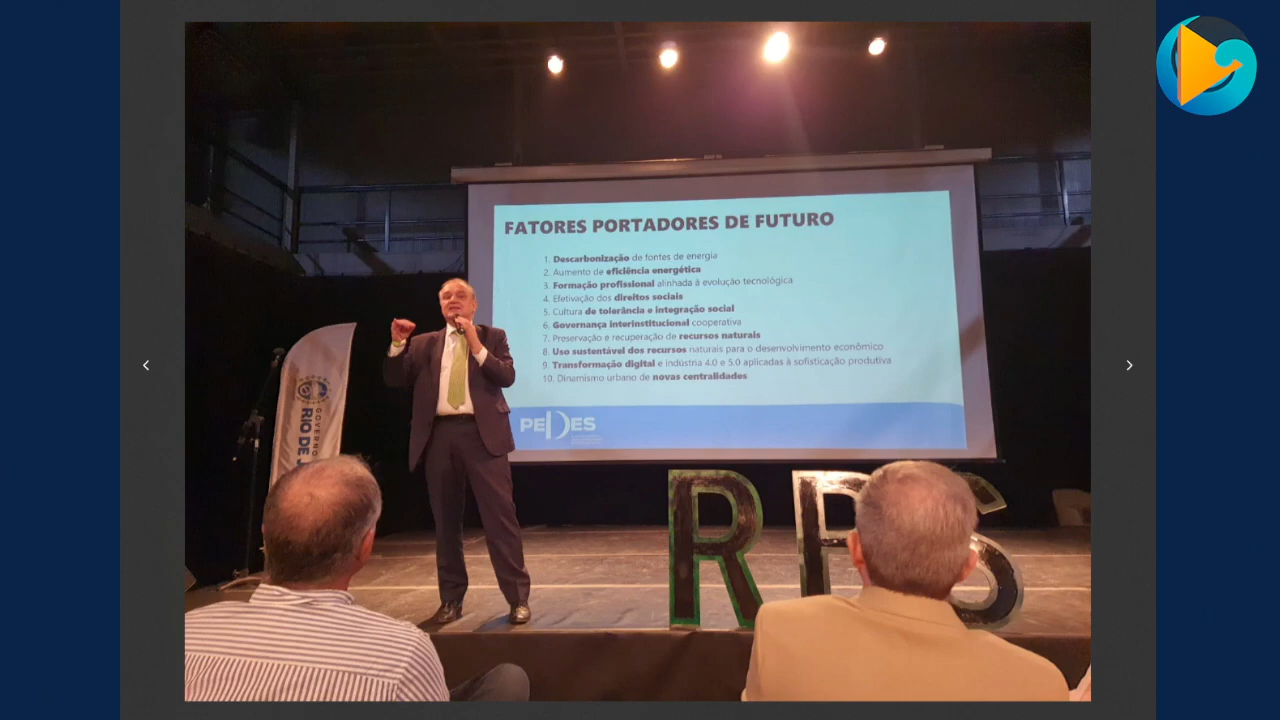 FATORES PORTADORES DE FUTURO
1. Descarbonização de fontes de energia
2. Aumento de eficiência energética
3. Formação profissional alinhada à evolução tecnológica
4. Efetivação dos direitos sociais
5. Cultura de tolerância e integração social
6. Governança interinstitucional cooperativa
7. Preservação e recuperação de recursos naturais
8. Uso sustentável dos recursos naturais para o desenvolvimento econômico
9. Transformação digital e indústria 4.0 e 5.0 aplicadas à sofisticação produtiva
10. Dinamismo urbano de novas centralidades
PEDES
GOVERNO
RIO DE J
R